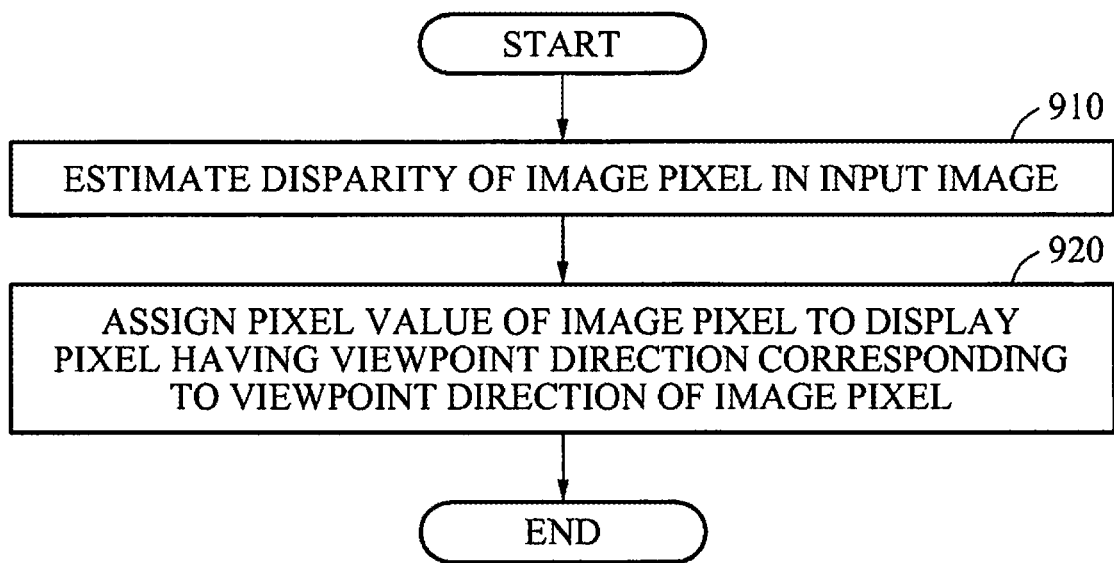 START
910
ESTIMATE DISPARITY OF IMAGE PIXEL IN INPUT IMAGE
920
ASSIGN PIXEL VALUE OF IMAGE PIXEL TO DISPLAY
PIXEL HAVING VIEWPOINT DIRECTION CORRESPONDING
TO VIEWPOINT DIRECTION OF IMAGE PIXEL
END